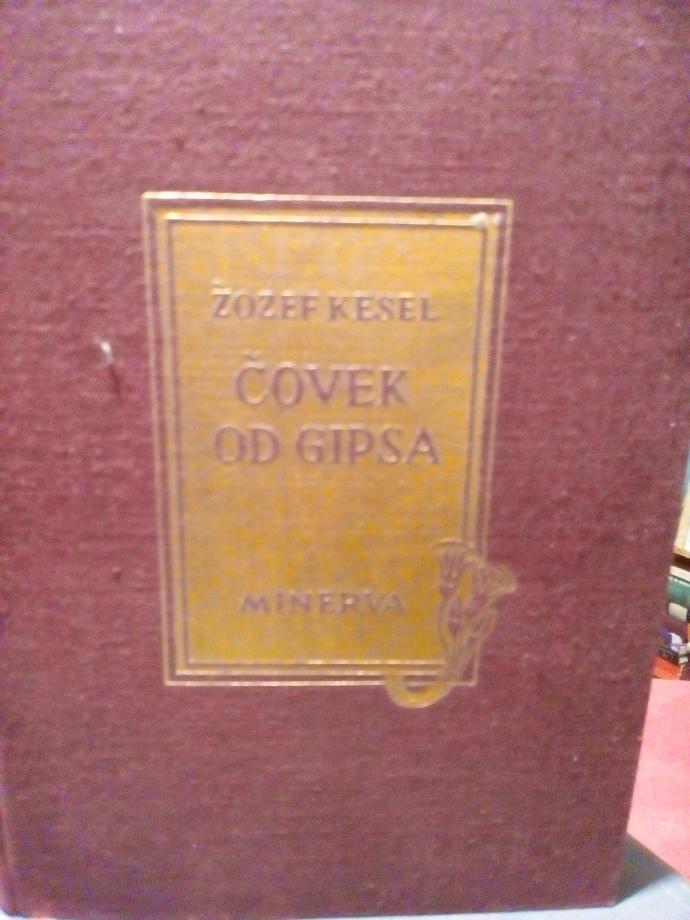 ŽOZEF KESEL
ČOVEK
OD GIPSA
MINERVA